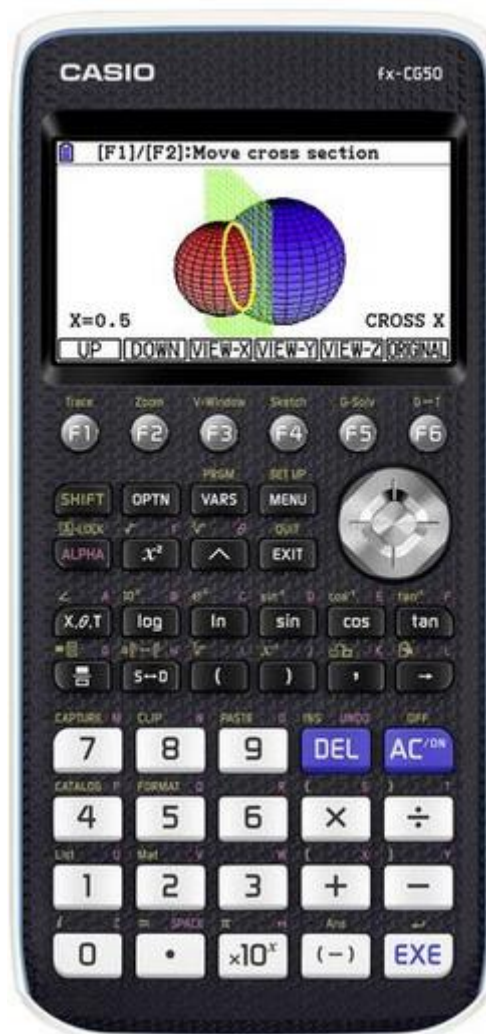 CASIO fx-CG50
[F1]/[F2]:Move cross section
X=0.5 CROSS X
UP DOWN VIEW-X VIEW-Y VIEW-Z ORIGINAL
Trace Zoom V-Window Sketch G-Solv
F1 F2 F3 F4 F5 F6
PRGM SET UP
SHIFT OPTN VARS MENU
QUIT
ALPHA x² ^ EXIT
X,θ,T log ln sin cos tan
S↔D ( ) , →
CAPTURE M CLIP N PASTE O INS UNDO OFF
7 8 9 DEL AC/ON
CATALOG P FORMAT Q R { S } T
4 5 6 × ÷
List U Mat V W [ X ] Y
1 2 3 + −
i Z = SPACE π Ans
0 • ×10ˣ (−) EXE